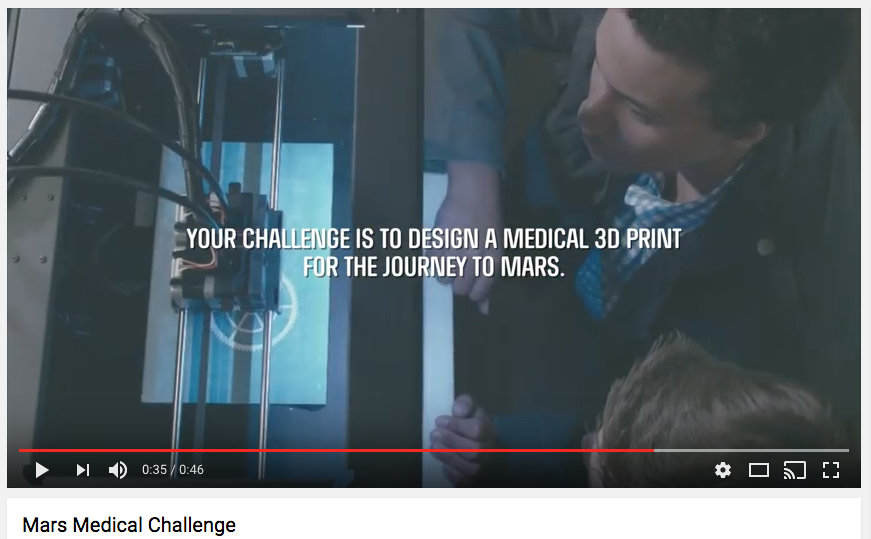 YOUR CHALLENGE IS TO DESIGN A MEDICAL 3D PRINT
FOR THE JOURNEY TO MARS.
0:35 / 0:46
Mars Medical Challenge